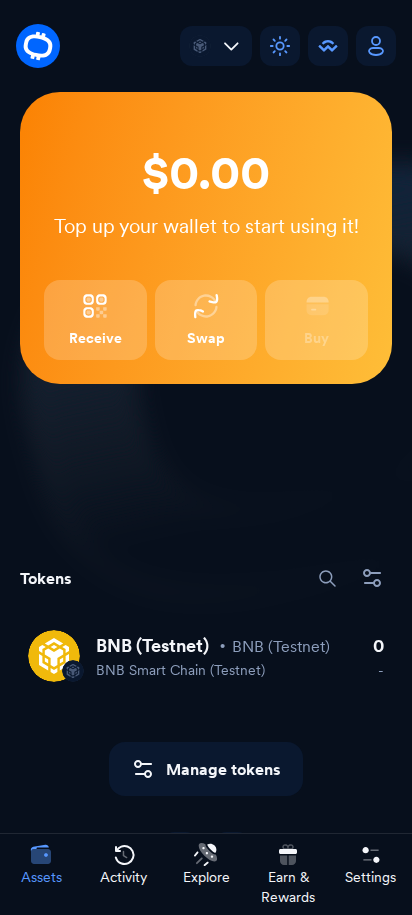 $0.00
Top up your wallet to start using it!
Receive Swap Buy
Tokens
BNB (Testnet) • BNB (Testnet) 0
BNB Smart Chain (Testnet) -
Manage tokens
Assets Activity Explore Earn & Settings
Rewards